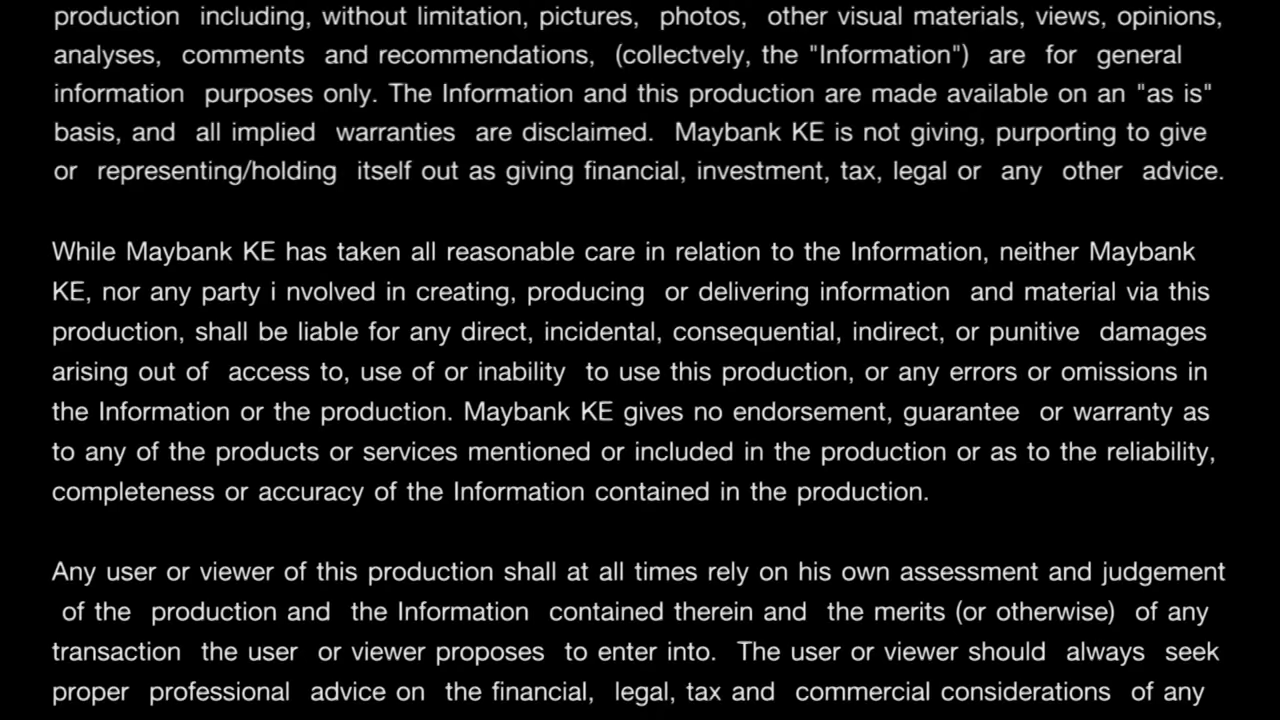 production including, without limitation, pictures, photos, other visual materials, views, opinions,
analyses, comments and recommendations, (collectvely, the "Information") are for general
information purposes only. The Information and this production are made available on an "as is"
basis, and all implied warranties are disclaimed. Maybank KE is not giving, purporting to give
or representing/holding itself out as giving financial, investment, tax, legal or any other advice.

While Maybank KE has taken all reasonable care in relation to the Information, neither Maybank
KE, nor any party i nvolved in creating, producing or delivering information and material via this
production, shall be liable for any direct, incidental, consequential, indirect, or punitive damages
arising out of access to, use of or inability to use this production, or any errors or omissions in
the Information or the production. Maybank KE gives no endorsement, guarantee or warranty as
to any of the products or services mentioned or included in the production or as to the reliability,
completeness or accuracy of the Information contained in the production.

Any user or viewer of this production shall at all times rely on his own assessment and judgement
of the production and the Information contained therein and the merits (or otherwise) of any
transaction the user or viewer proposes to enter into. The user or viewer should always seek
proper professional advice on the financial, legal, tax and commercial considerations of any